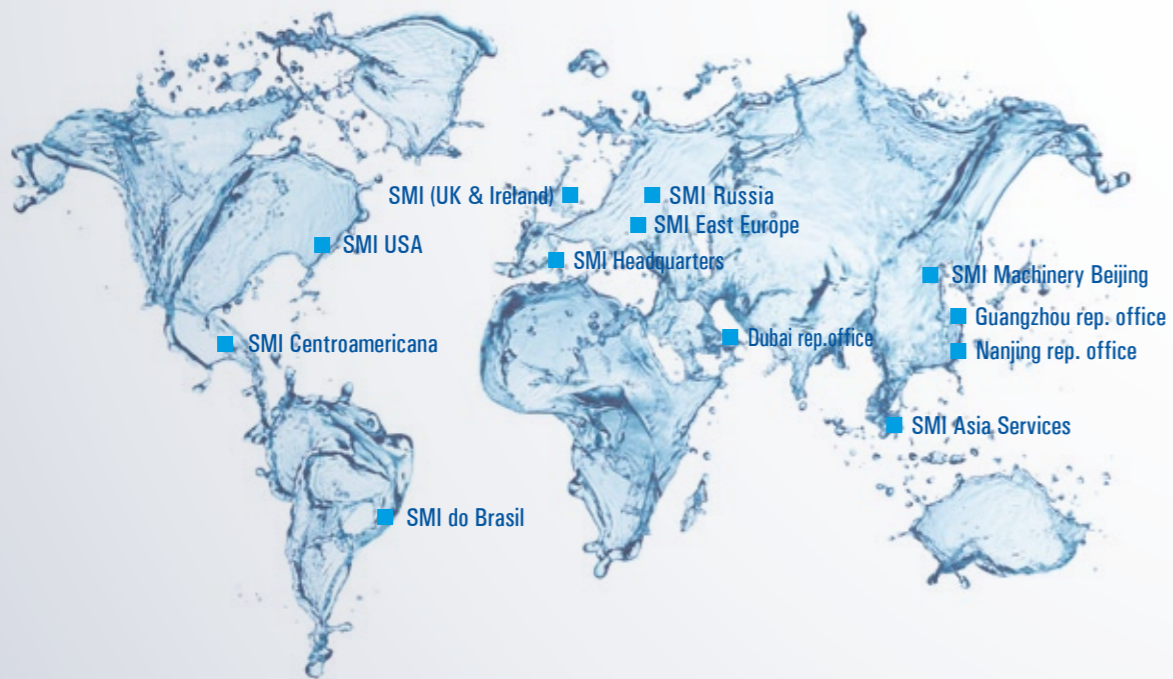 SMI (UK & Ireland)
SMI Russia
SMI East Europe
SMI USA
SMI Headquarters
SMI Machinery Beijing
Guangzhou rep. office
Dubai rep.office
SMI Centroamericana
Nanjing rep. office
SMI Asia Services
SMI do Brasil